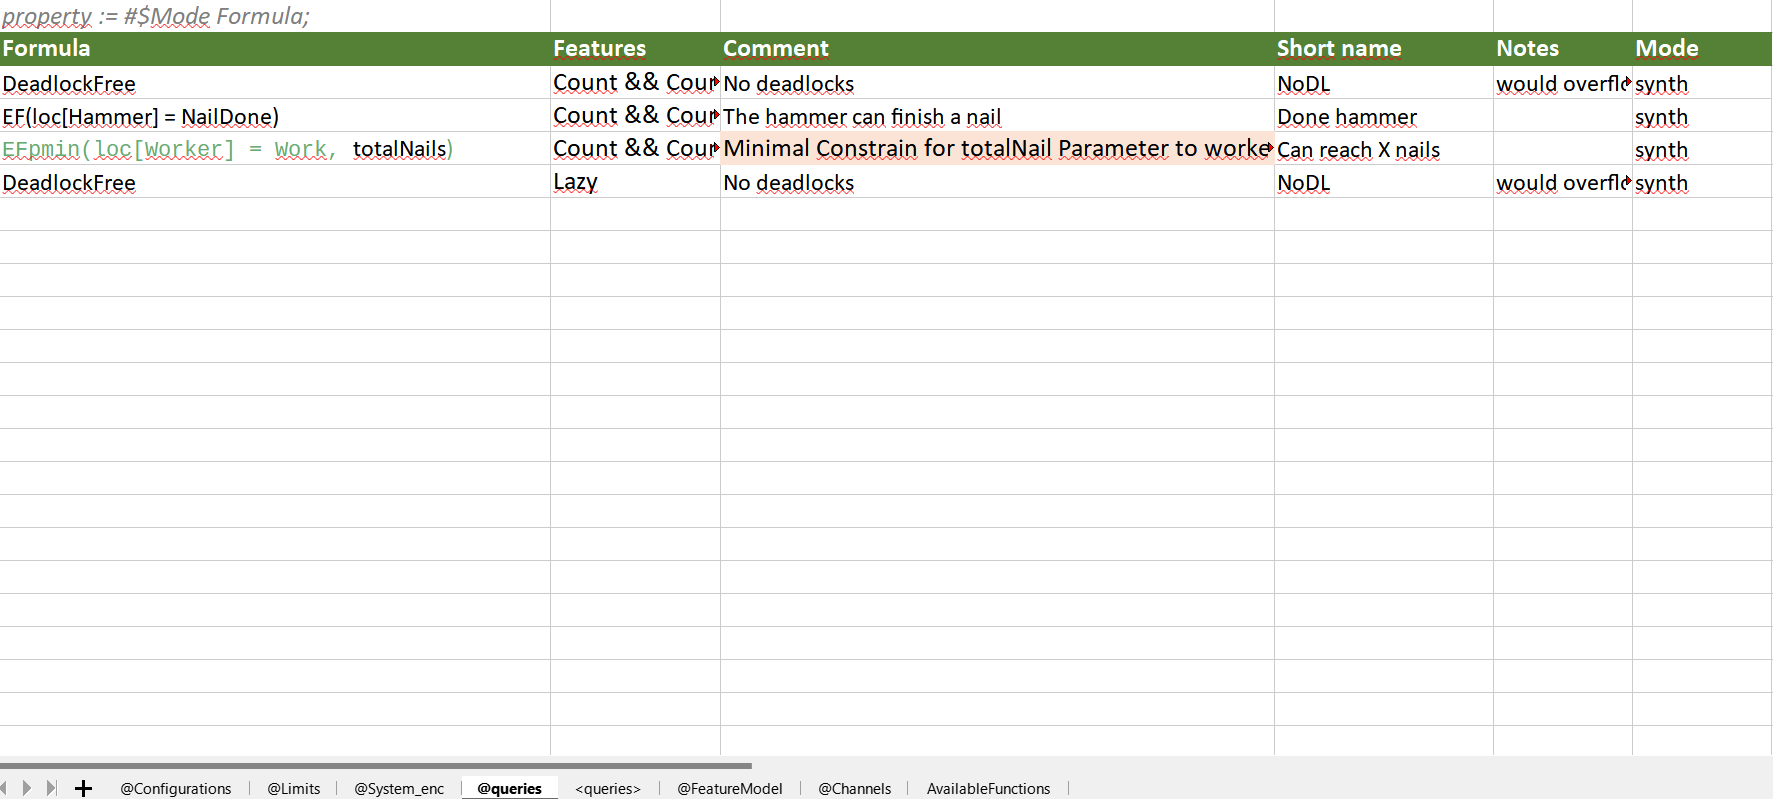 property := #$Mode Formula;
Formula Features Comment Short name Notes Mode
DeadlockFree Count && Cour No deadlocks NoDL would overflo synth
EF(loc[Hammer] = NailDone) Count && Cour The hammer can finish a nail Done hammer synth
EFpmin(loc[Worker] = Work, totalNails) Count && Cour Minimal Constrain for totalNail Parameter to worke Can reach X nails synth
DeadlockFree Lazy No deadlocks NoDL would overflo synth
@Configurations @Limits @System_enc @queries <queries> @FeatureModel @Channels AvailableFunctions